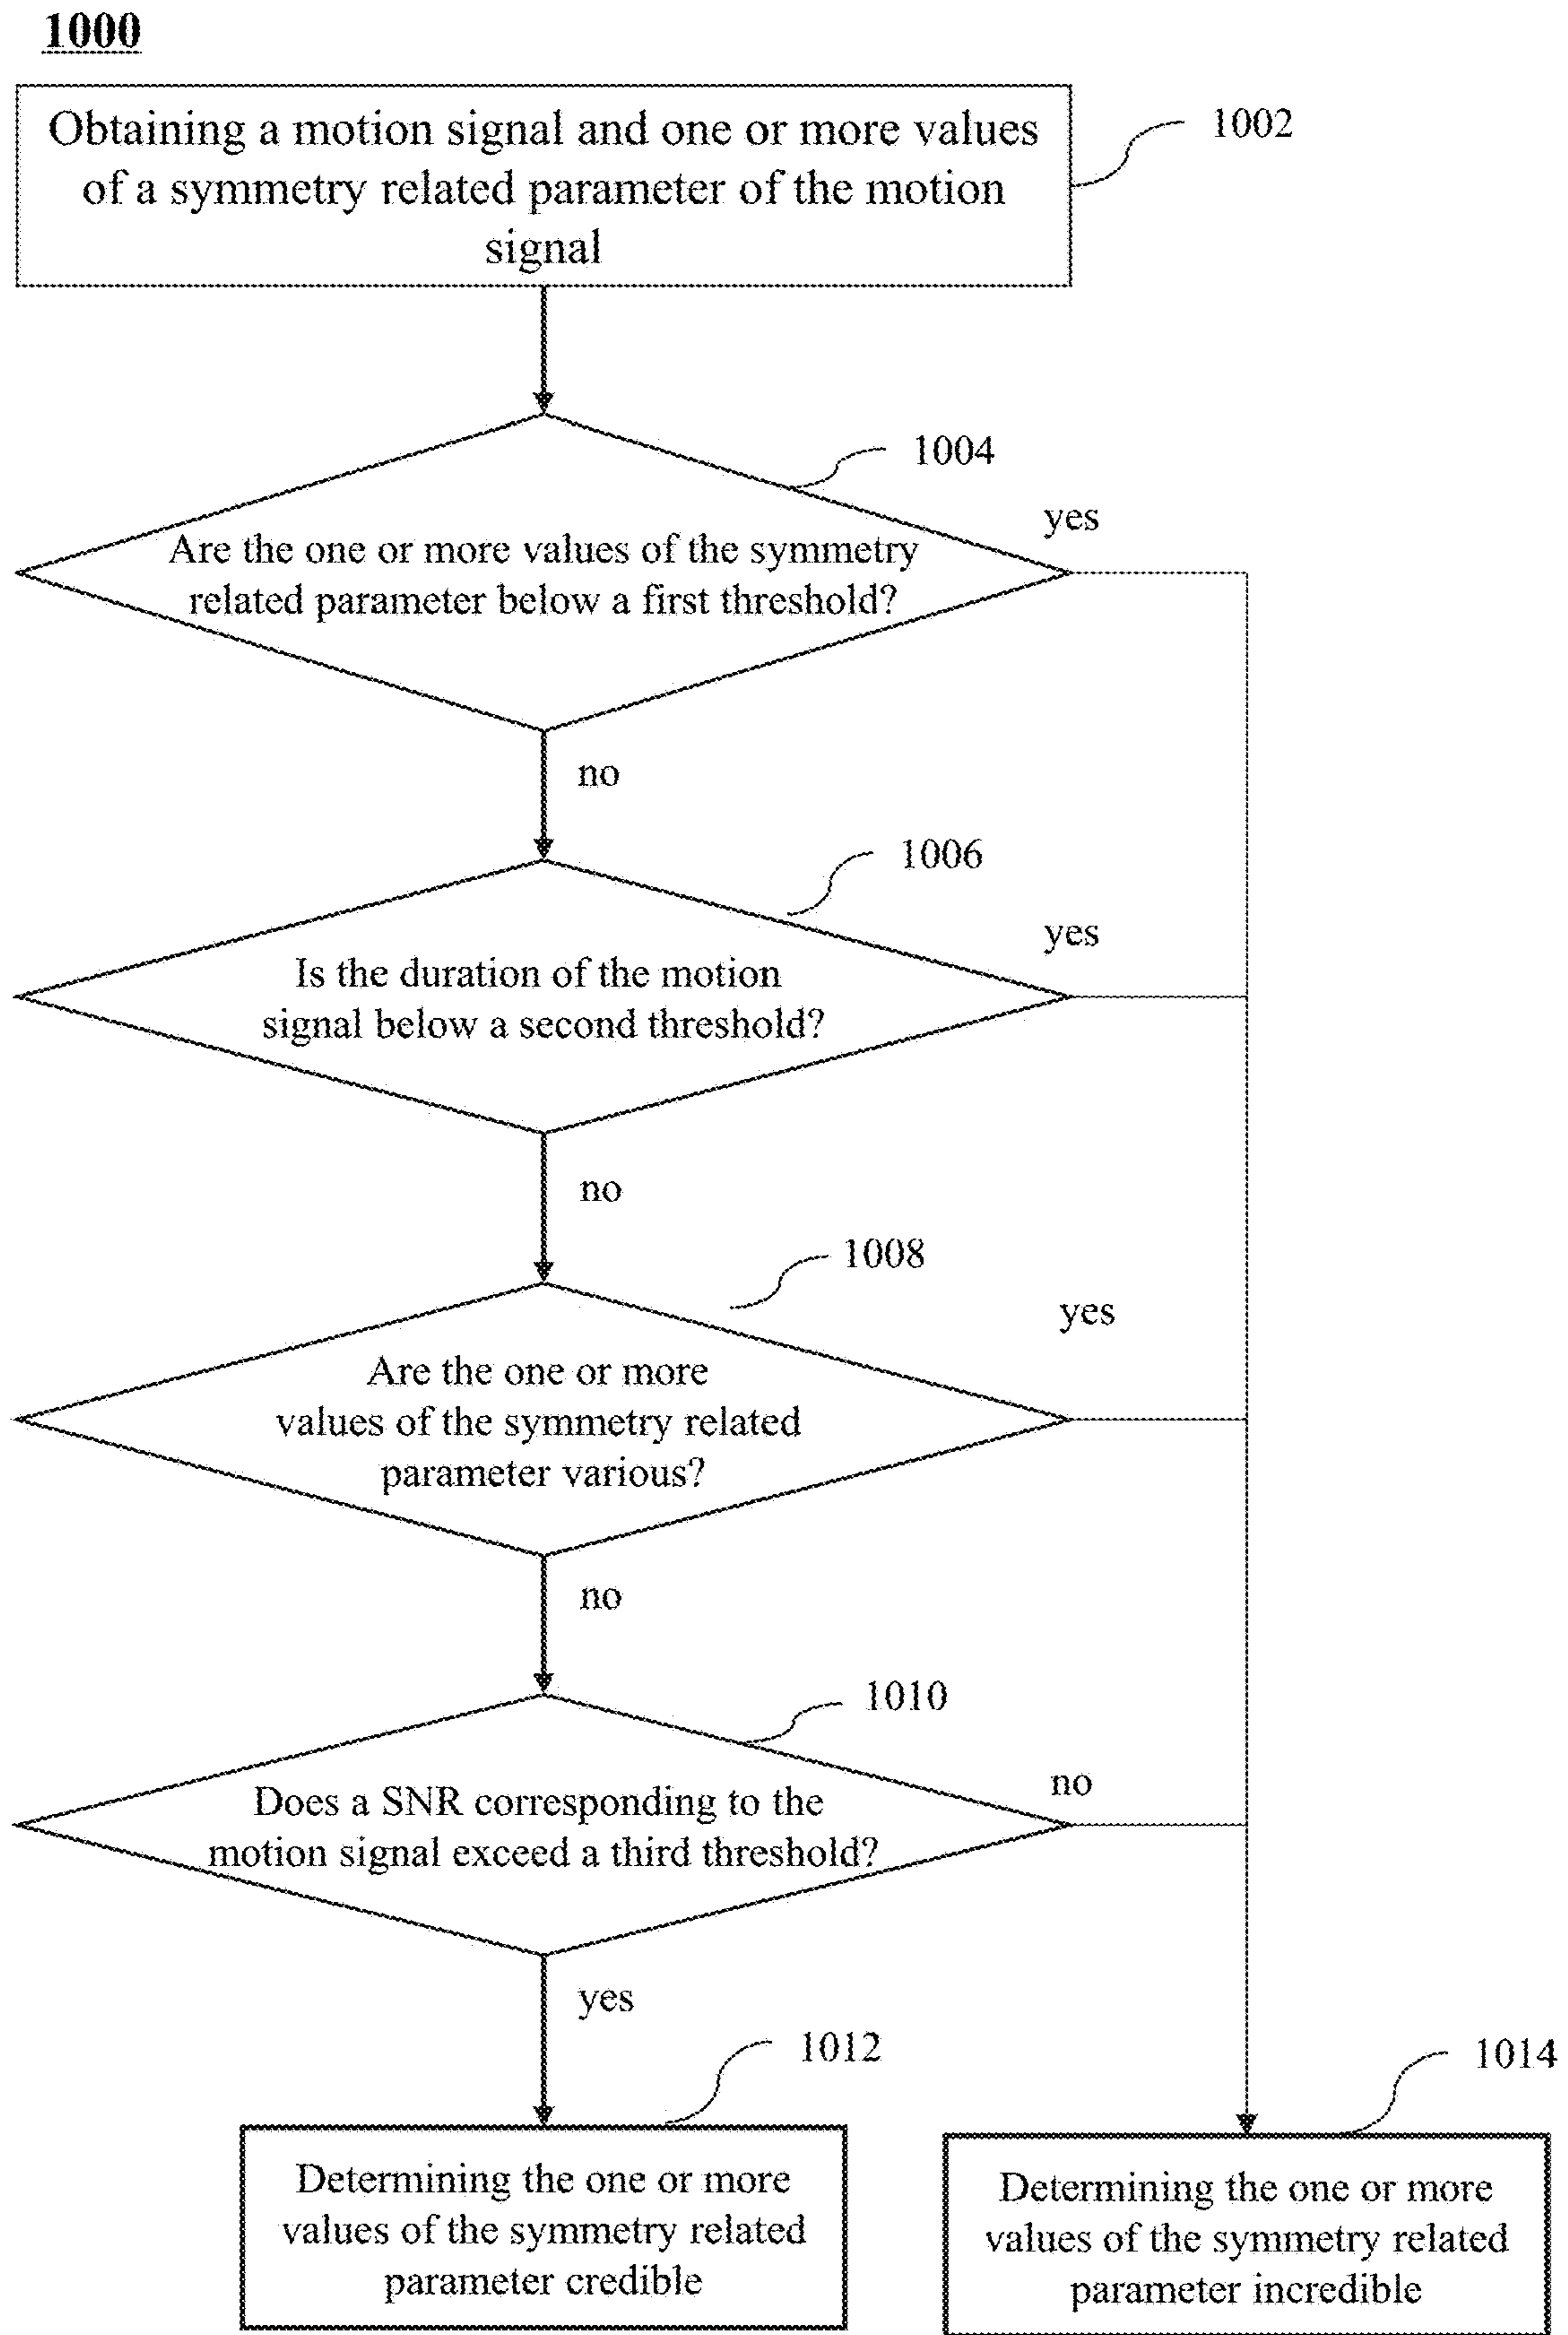 1000
Obtaining a motion signal and one or more values
of a symmetry related parameter of the motion
signal
1002
1004
yes
Are the one or more values of the symmetry
related parameter below a first threshold?
no
1006
yes
Is the duration of the motion
signal below a second threshold?
no
1008
yes
Are the one or more
values of the symmetry related
parameter various?
no
1010
no
Does a SNR corresponding to the
motion signal exceed a third threshold?
yes
1012
1014
Determining the one or more
values of the symmetry related
parameter credible
Determining the one or more
values of the symmetry related
parameter incredible